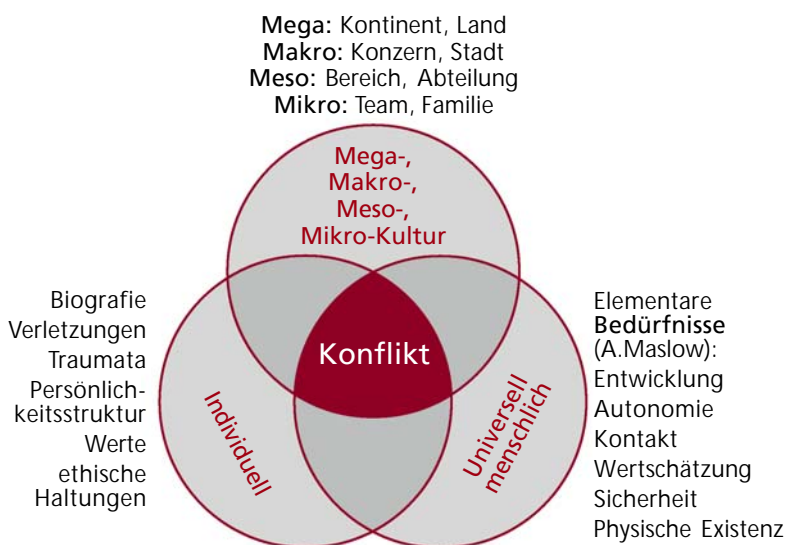 Mega: Kontinent, Land
Makro: Konzern, Stadt
Meso: Bereich, Abteilung
Mikro: Team, Familie
Mega-,
Makro-,
Meso-,
Mikro-Kultur
Biografie
Verletzungen
Traumata
Persönlich-
keitsstruktur
Werte
ethische
Haltungen
Konflikt
Individuell
Universell
menschlich
Elementare
Bedürfnisse
(A.Maslow):
Entwicklung
Autonomie
Kontakt
Wertschätzung
Sicherheit
Physische Existenz